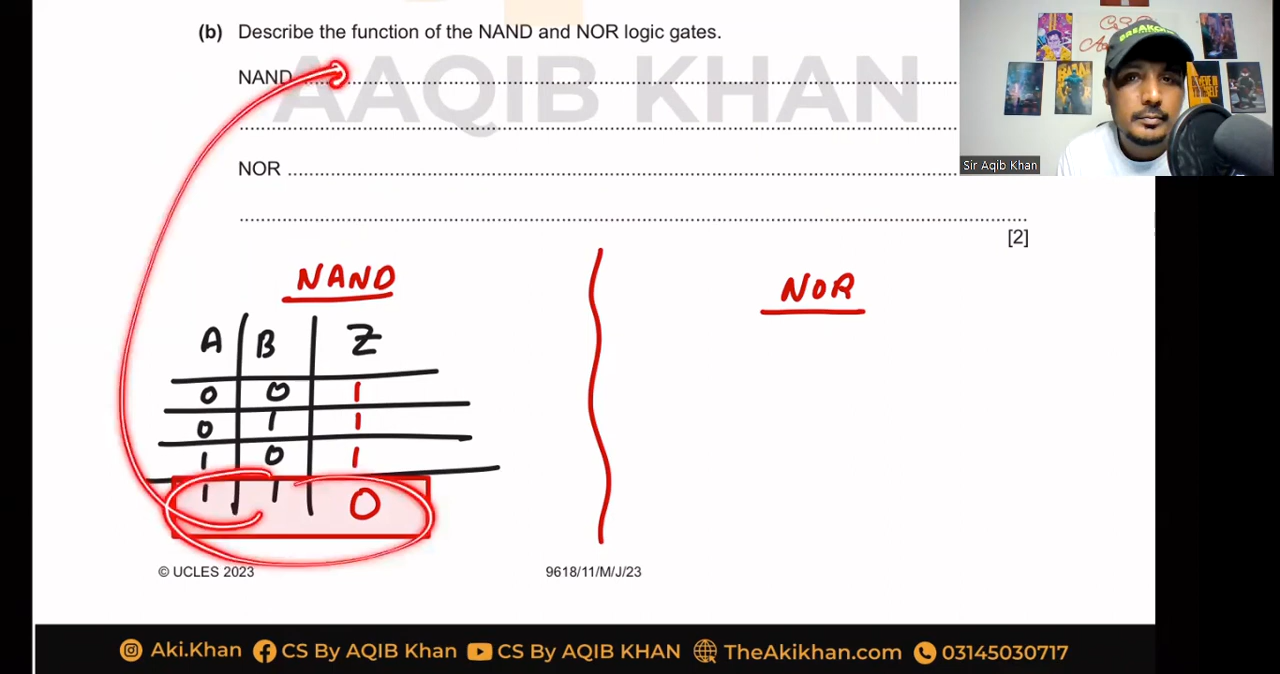 (b) Describe the function of the NAND and NOR logic gates.
NAND
AAQIB KHAN
NOR
[2]
Sir Aqib Khan
NAND
NOR
A B Z
0 0 1
0 1 1
1 0 1
1 1 0
© UCLES 2023
9618/11/M/J/23
Aki.Khan CS By AQIB Khan CS By AQIB KHAN TheAkikhan.com 03145030717